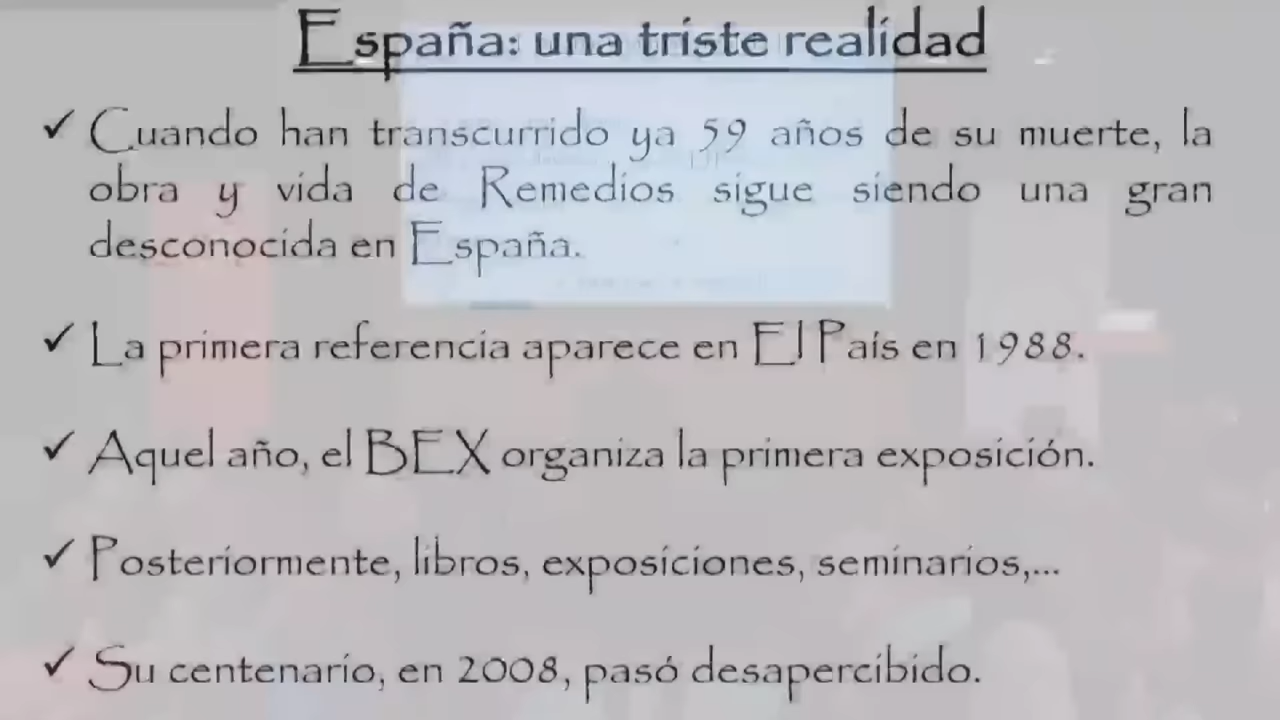 España: una triste realidad
✓ Cuando han transcurrido ya 59 años de su muerte, la
obra y vida de Remedios sigue siendo una gran
desconocida en España.
✓ La primera referencia aparece en El País en 1988.
✓ Aquel año, el BEX organiza la primera exposición.
✓ Posteriormente, libros, exposiciones, seminarios,...
✓ Su centenario, en 2008, pasó desapercibido.